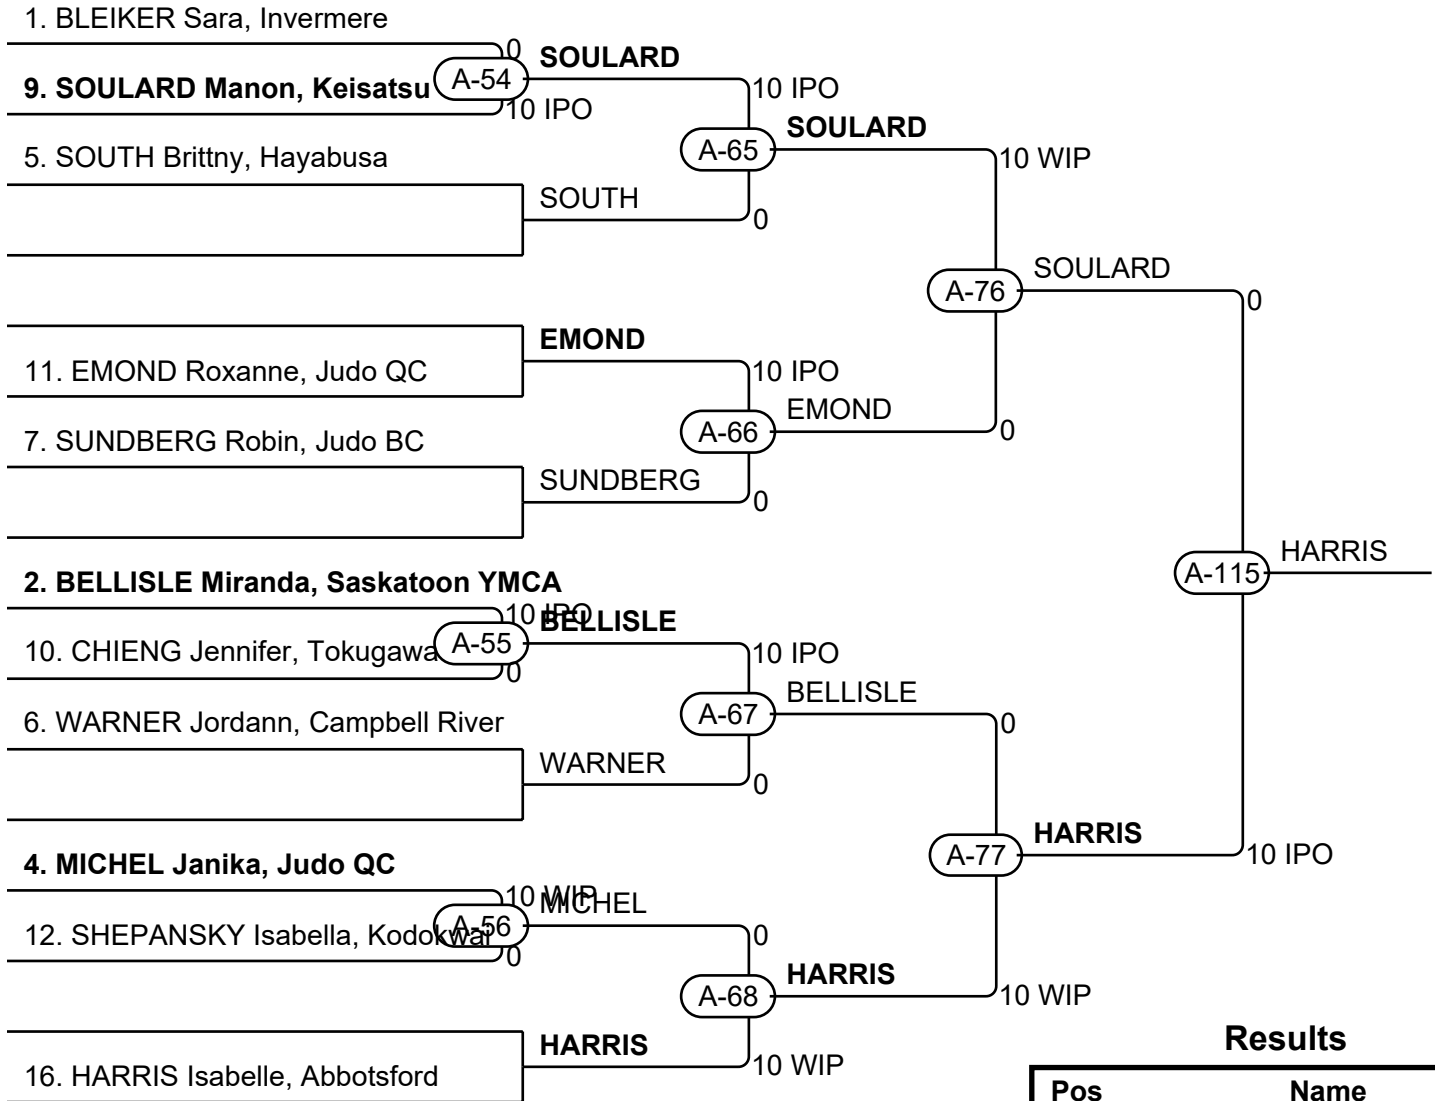 1. BLEIKER Sara, Invermere
0
SOULARD
9. SOULARD Manon, Keisatsu
A-54
10 IPO
10 IPO
SOULARD
5. SOUTH Brittny, Hayabusa
A-65
10 WIP
SOUTH
0
SOULARD
A-76
0
EMOND
11. EMOND Roxanne, Judo QC
10 IPO
EMOND
7. SUNDBERG Robin, Judo BC
A-66
0
SUNDBERG
0
HARRIS
A-115
2. BELLISLE Miranda, Saskatoon YMCA
10 IPO
BELLISLE
10. CHIENG Jennifer, Tokugawa
A-55
0
10 IPO
BELLISLE
6. WARNER Jordann, Campbell River
A-67
0
WARNER
0
HARRIS
4. MICHEL Janika, Judo QC
A-77
10 IPO
10 WIP
MICHEL
12. SHEPANSKY Isabella, Kodokwai
A-56
0
0
HARRIS
A-68
10 WIP
HARRIS
10 WIP
16. HARRIS Isabelle, Abbotsford
Results
Pos Name